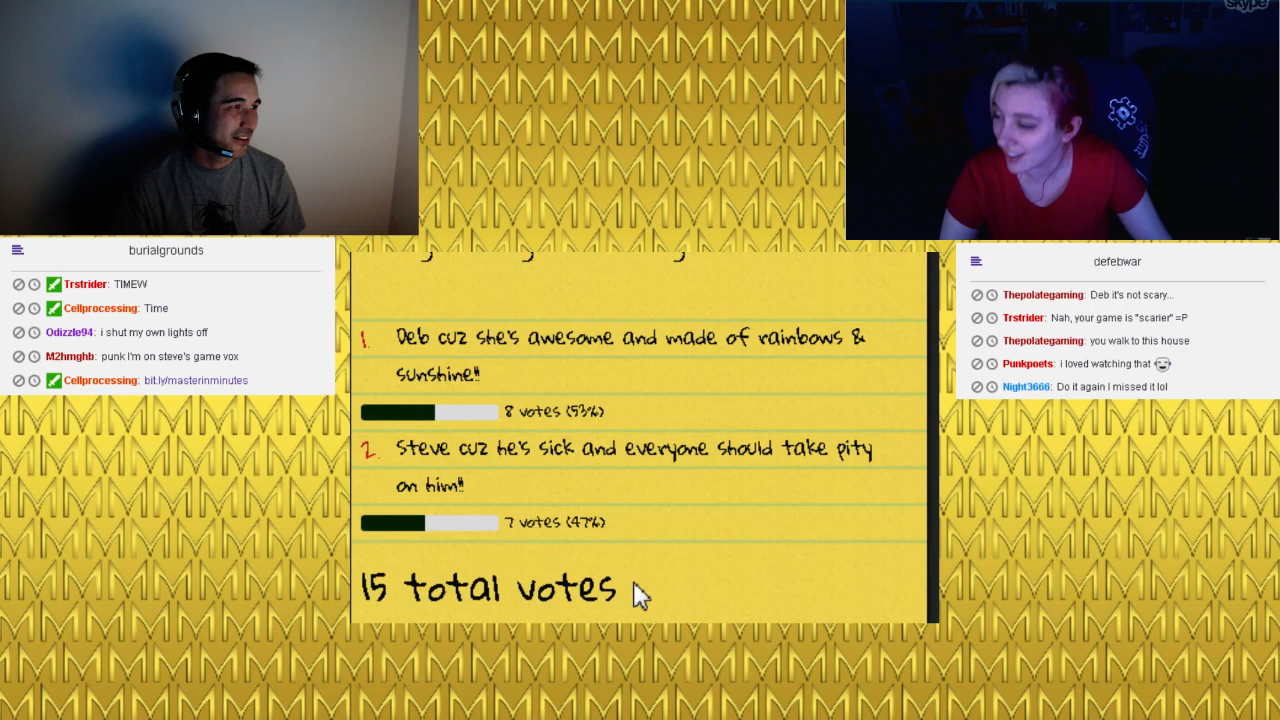 skype
burialgrounds
Trstrider: TIMEW
Cellprocessing: Time
Odizzle94: i shut my own lights off
M2hmghb: punk I'm on steve's game vox
Cellprocessing: bit.ly/masterinminutes
1. Deb cuz she's awesome and made of rainbows &
sunshine!!
8 votes (53%)
2. Steve cuz he's sick and everyone should take pity
on him!!
7 votes (47%)
15 total votes
defebwar
Thepolategaming: Deb it's not scary...
Trstrider: Nah, your game is "scarier" =P
Thepolategaming: you walk to this house
Punkpoets: i loved watching that
Night3666: Do it again I missed it lol